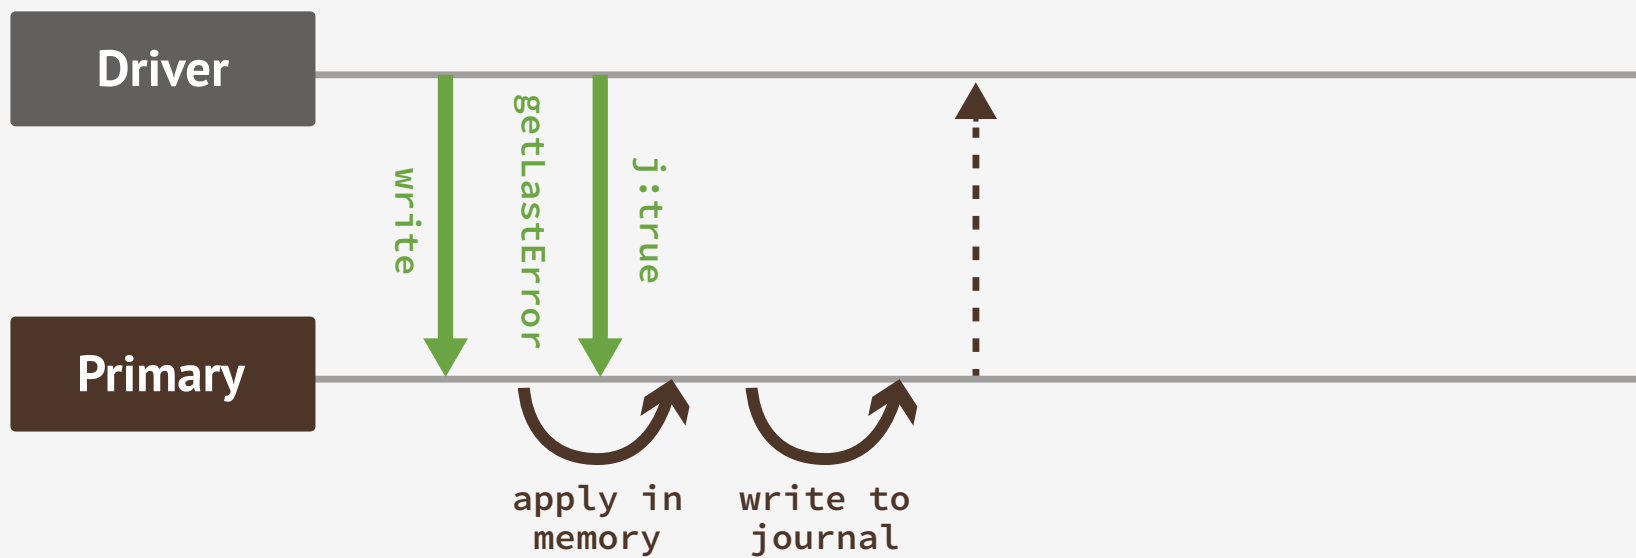 Driver
write
getLastError
j:true
Primary
apply in
memory
write to
journal